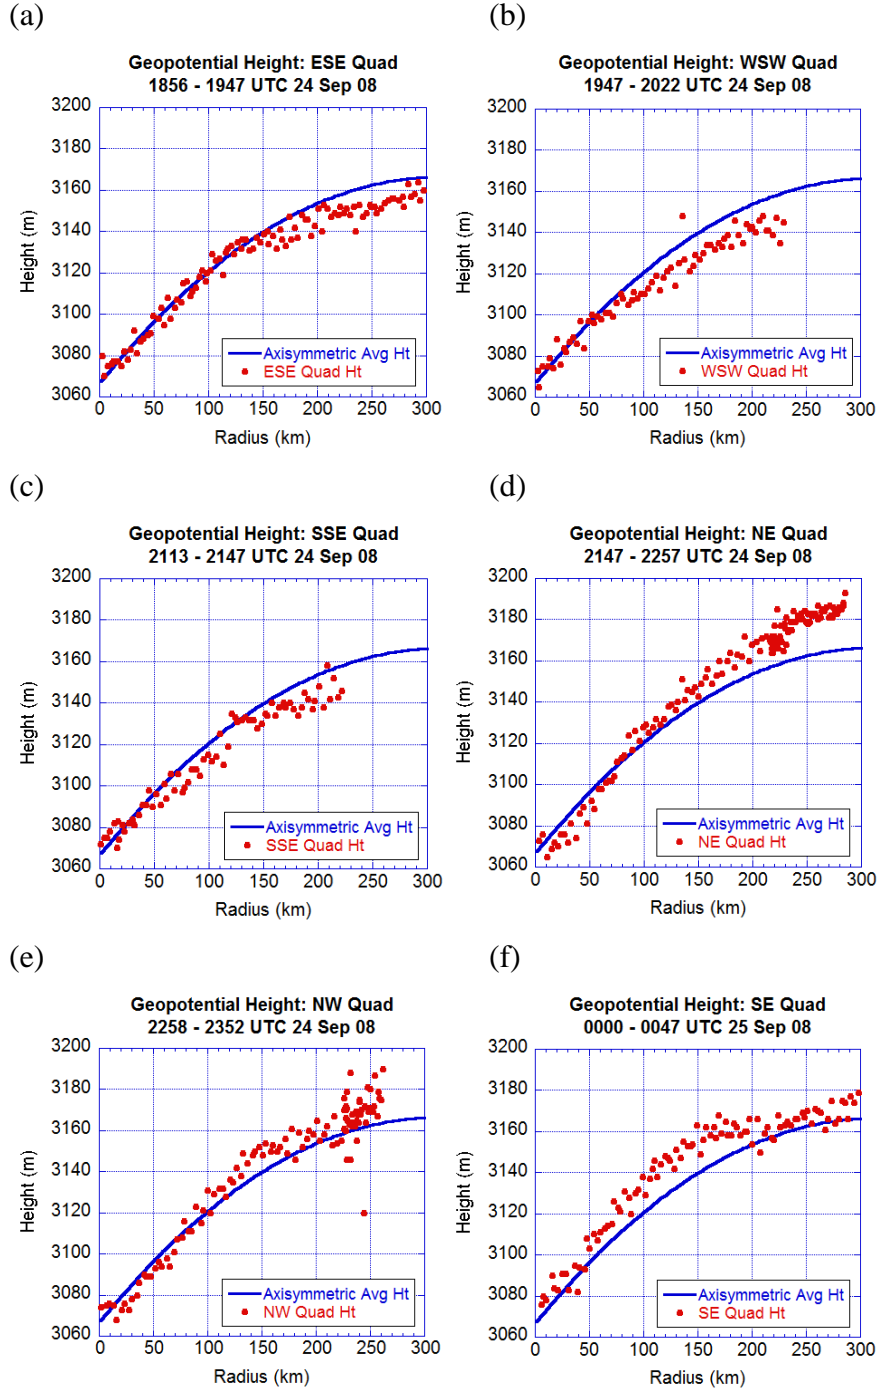 (a)
Geopotential Height: ESE Quad
1856 - 1947 UTC 24 Sep 08
3200
3180
3160
3140
3120
3100
3080
3060
Height (m)
Axisymmetric Avg Ht
ESE Quad Ht
0 50 100 150 200 250 300
Radius (km)
(b)
Geopotential Height: WSW Quad
1947 - 2022 UTC 24 Sep 08
3200
3180
3160
3140
3120
3100
3080
3060
Height (m)
Axisymmetric Avg Ht
WSW Quad Ht
0 50 100 150 200 250 300
Radius (km)
(c)
Geopotential Height: SSE Quad
2113 - 2147 UTC 24 Sep 08
3200
3180
3160
3140
3120
3100
3080
3060
Height (m)
Axisymmetric Avg Ht
SSE Quad Ht
0 50 100 150 200 250 300
Radius (km)
(d)
Geopotential Height: NE Quad
2147 - 2257 UTC 24 Sep 08
3200
3180
3160
3140
3120
3100
3080
3060
Height (m)
Axisymmetric Avg Ht
NE Quad Ht
0 50 100 150 200 250 300
Radius (km)
(e)
Geopotential Height: NW Quad
2258 - 2352 UTC 24 Sep 08
3200
3180
3160
3140
3120
3100
3080
3060
Height (m)
Axisymmetric Avg Ht
NW Quad Ht
0 50 100 150 200 250 300
Radius (km)
(f)
Geopotential Height: SE Quad
0000 - 0047 UTC 25 Sep 08
3200
3180
3160
3140
3120
3100
3080
3060
Height (m)
Axisymmetric Avg Ht
SE Quad Ht
0 50 100 150 200 250 300
Radius (km)